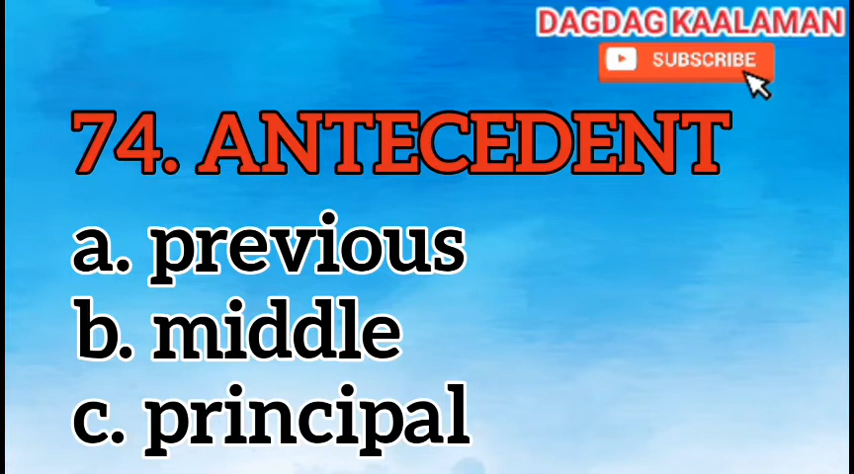 DAGDAG KAALAMAN
SUBSCRIBE
74. ANTECEDENT
a. previous
b. middle
c. principal